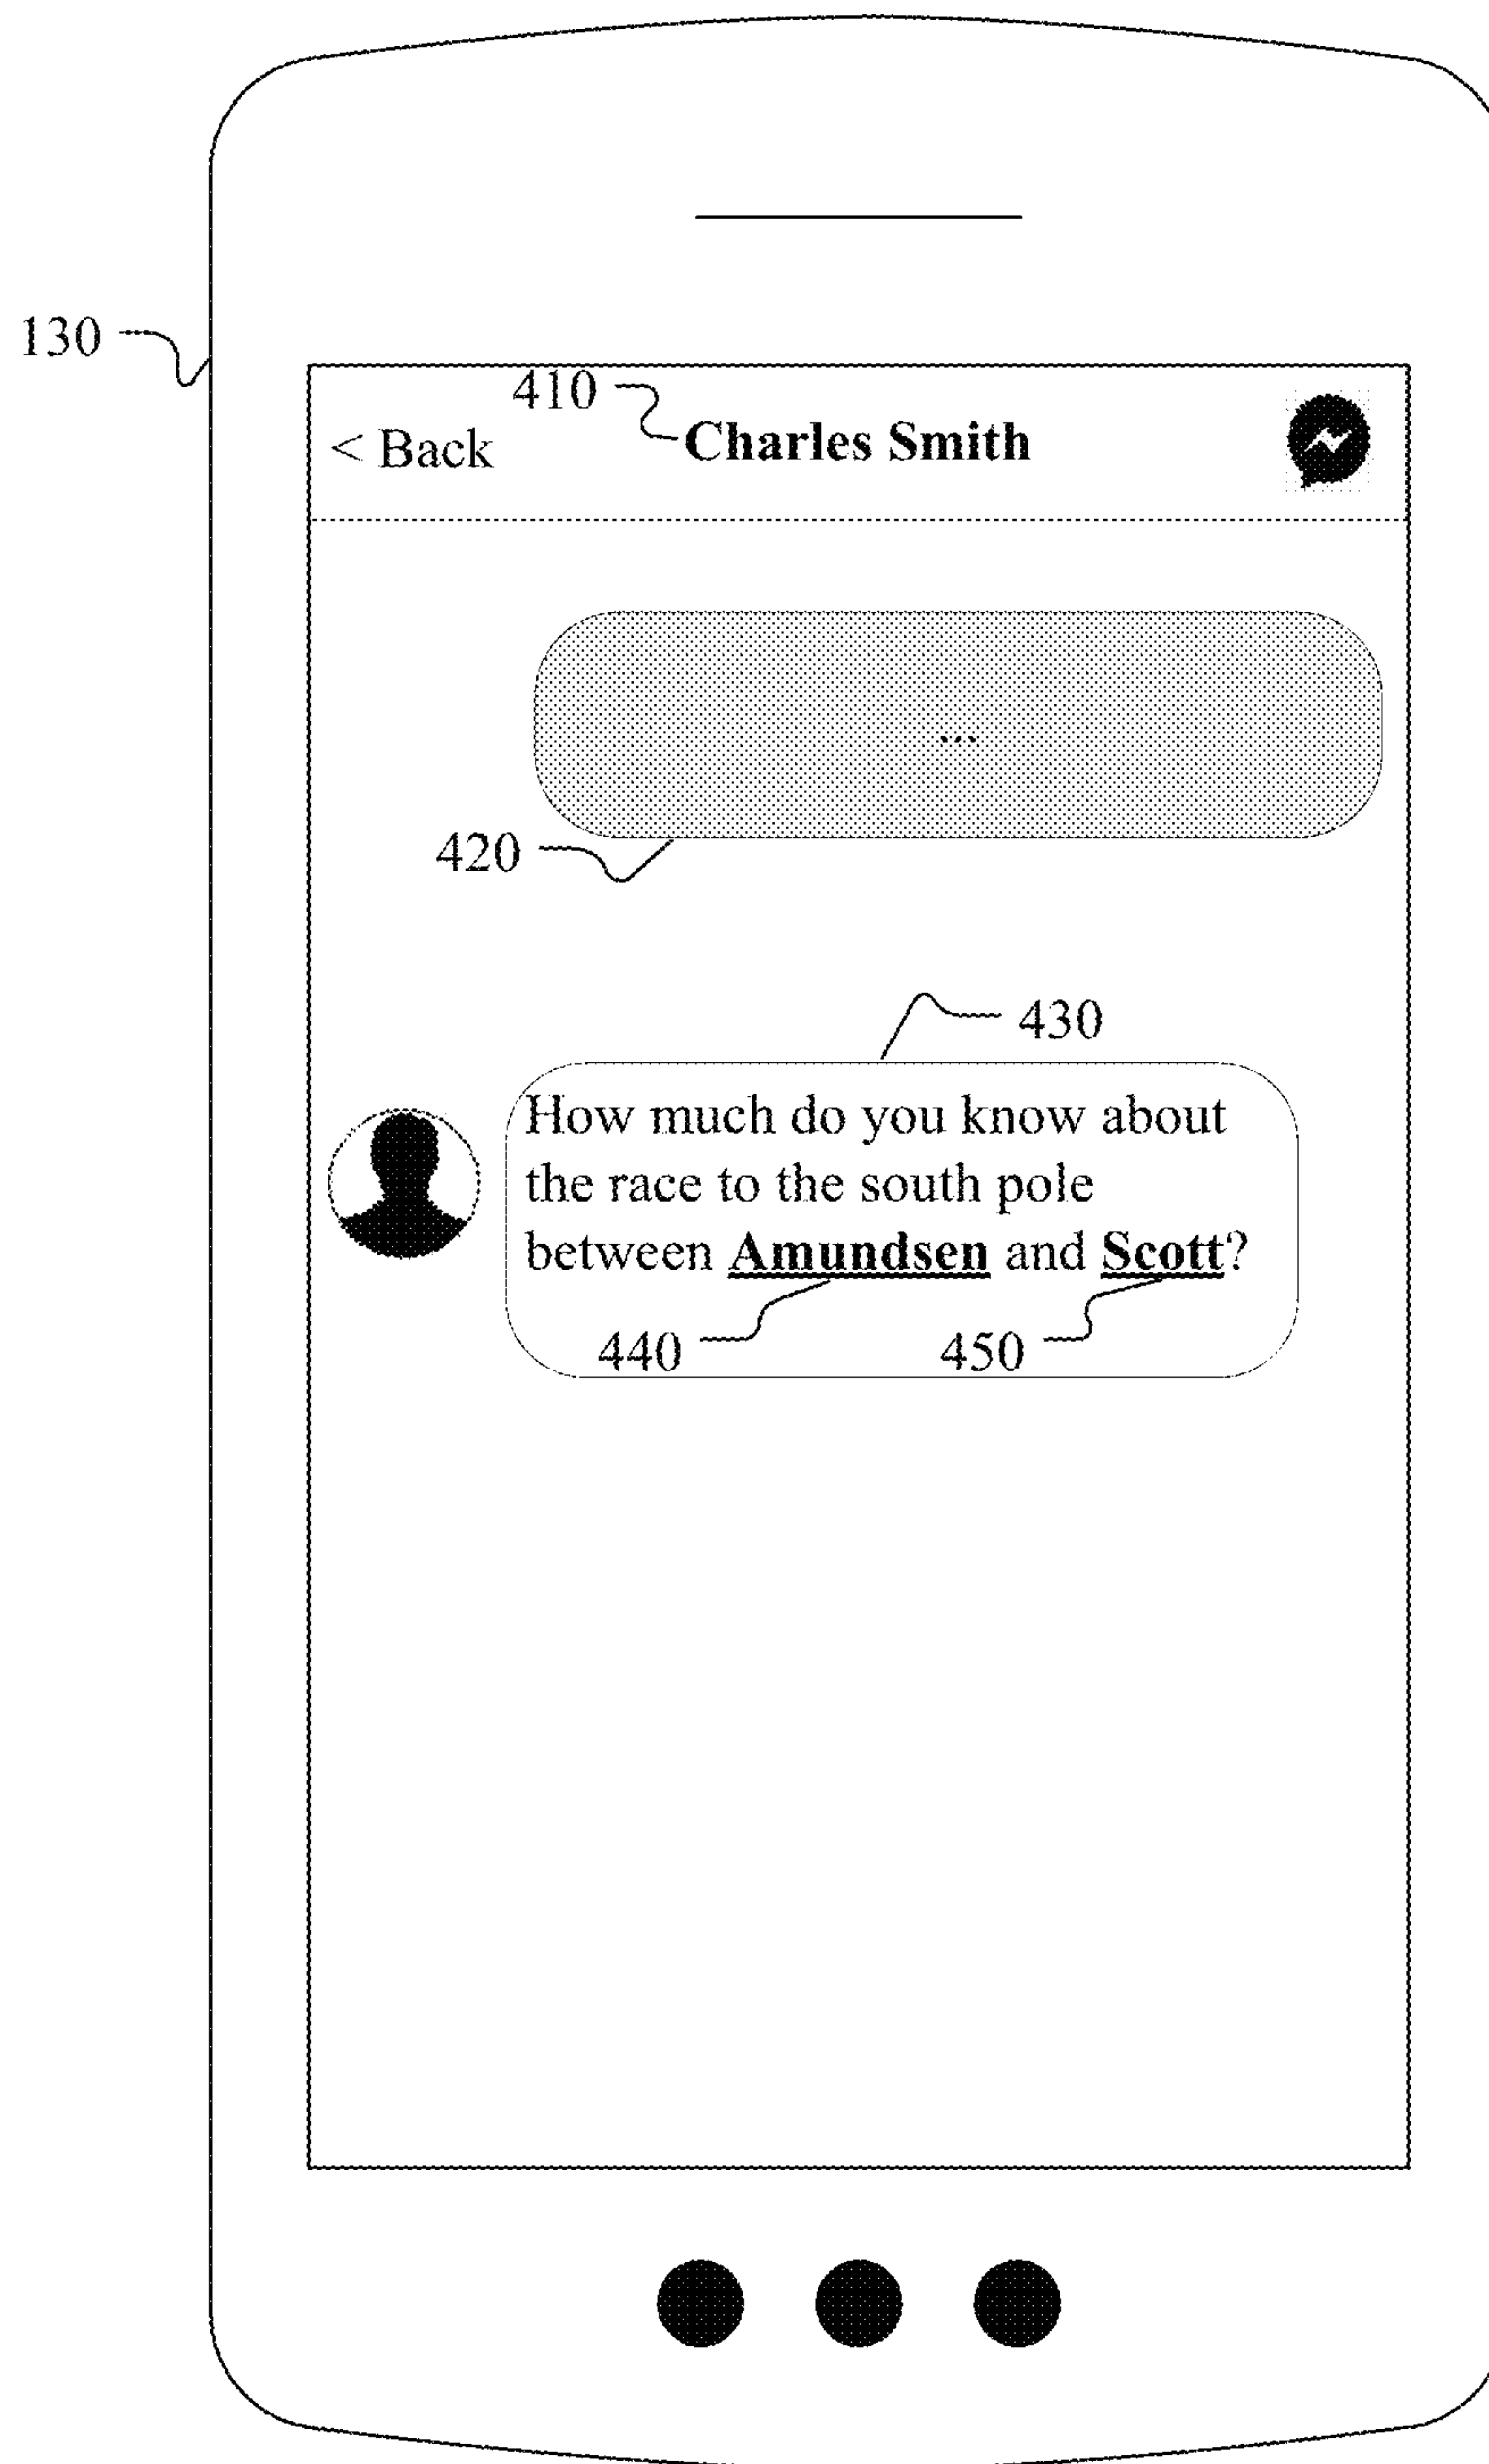 130
410
< Back Charles Smith
...
420
430
How much do you know about
the race to the south pole
between Amundsen and Scott?
440 450